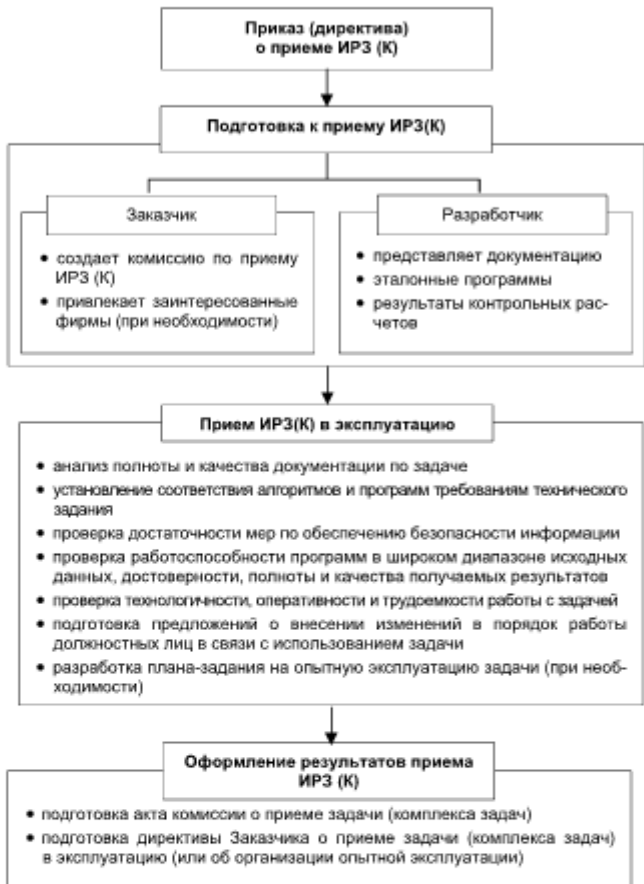 Приказ (директива)
о приеме ИРЗ (К)
Подготовка к приему ИРЗ(К)
Заказчик
• создает комиссию по приему
ИРЗ (К)
• привлекает заинтересованные
фирмы (при необходимости)
Разработчик
• представляет документацию
• эталонные программы
• результаты контрольных рас-
четов
Прием ИРЗ(К) в эксплуатацию
• анализ полноты и качества документации по задаче
• установление соответствия алгоритмов и программ требованиям технического
задания
• проверка достаточности мер по обеспечению безопасности информации
• проверка работоспособности программ в широком диапазоне исходных
данных, достоверности, полноты и качества получаемых результатов
• проверка технологичности, оперативности и трудоемкости работы с задачей
• подготовка предложений о внесении изменений в порядок работы
должностных лиц в связи с использованием задачи
• разработка плана-задания на опытную эксплуатацию задачи (при необ-
ходимости)
Оформление результатов приема
ИРЗ (К)
• подготовка акта комиссии о приеме задачи (комплекса задач)
• подготовка директивы Заказчика о приеме задачи (комплекса задач)
в эксплуатацию (или об организации опытной эксплуатации)